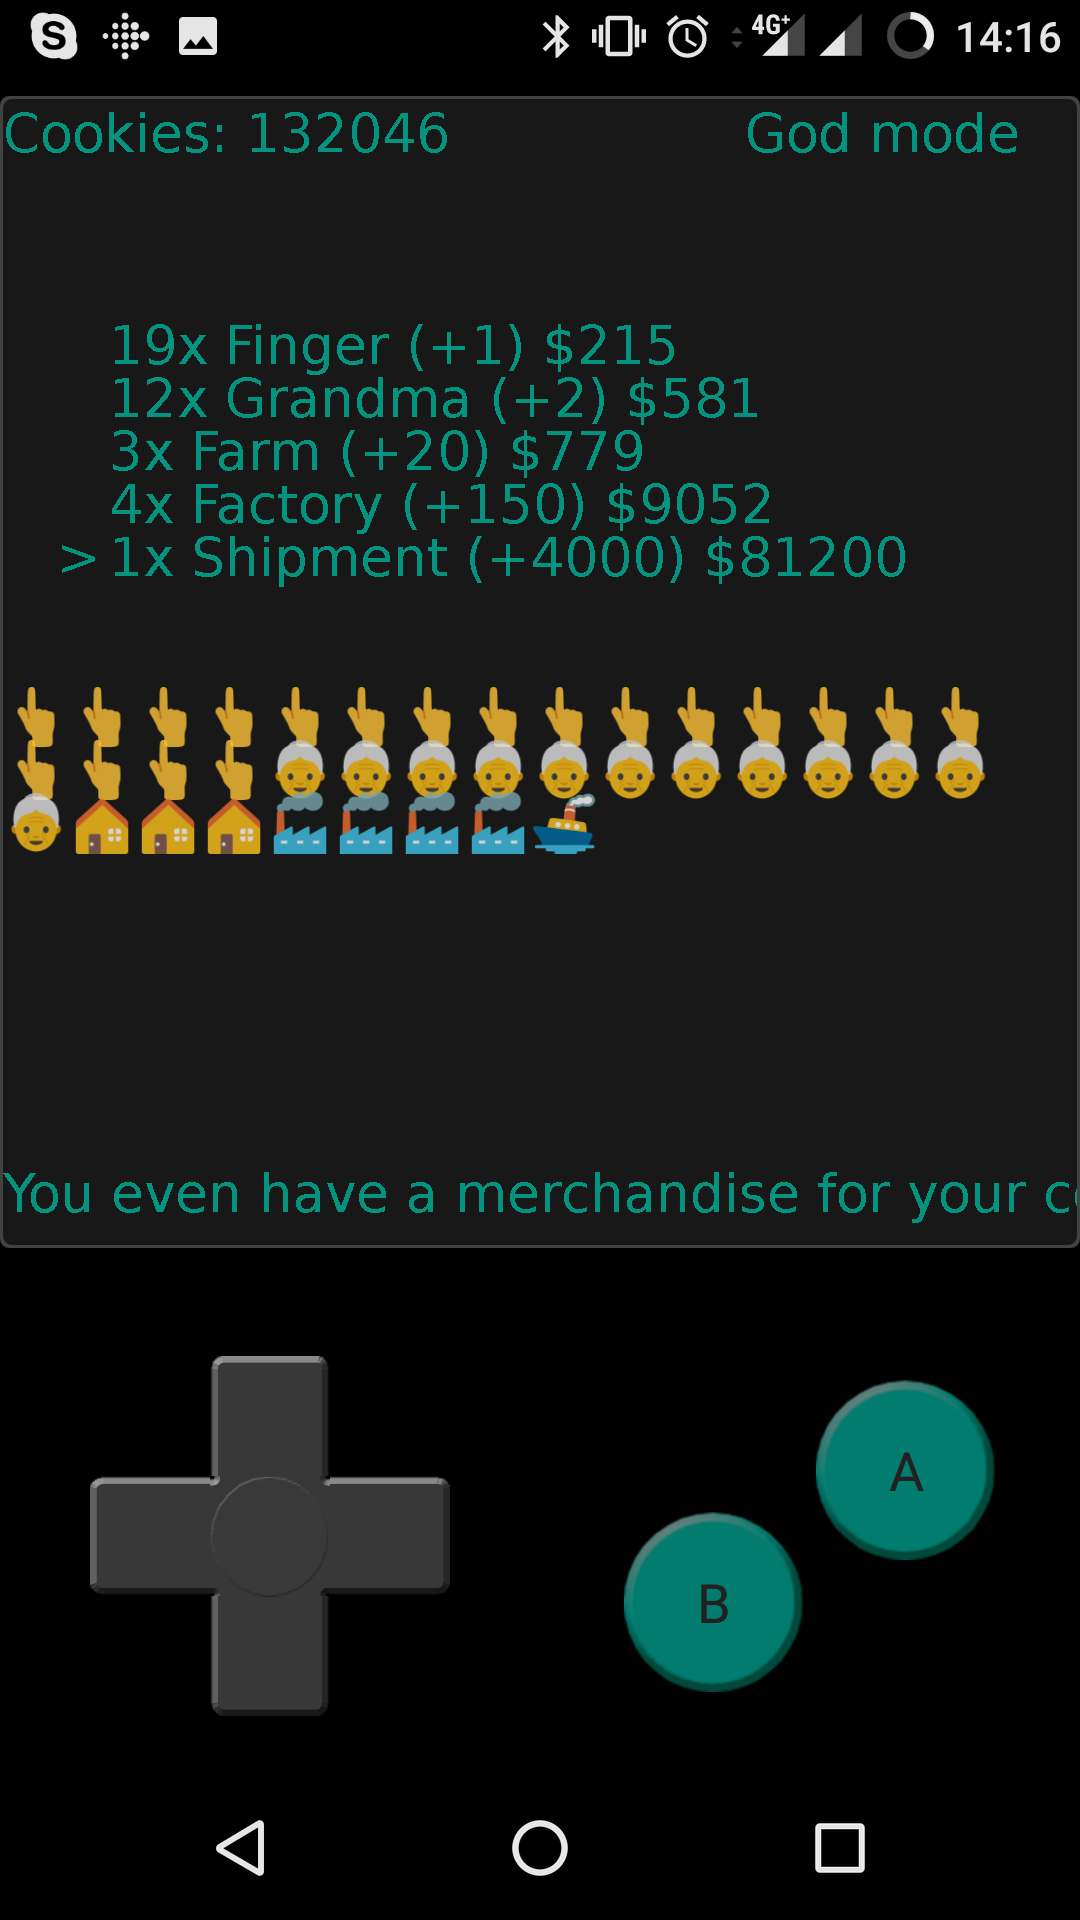 4G+ 14:16
Cookies: 132046 God mode
19x Finger (+1) $215
12x Grandma (+2) $581
3x Farm (+20) $779
4x Factory (+150) $9052
> 1x Shipment (+4000) $81200
You even have a merchandise for your
A
B